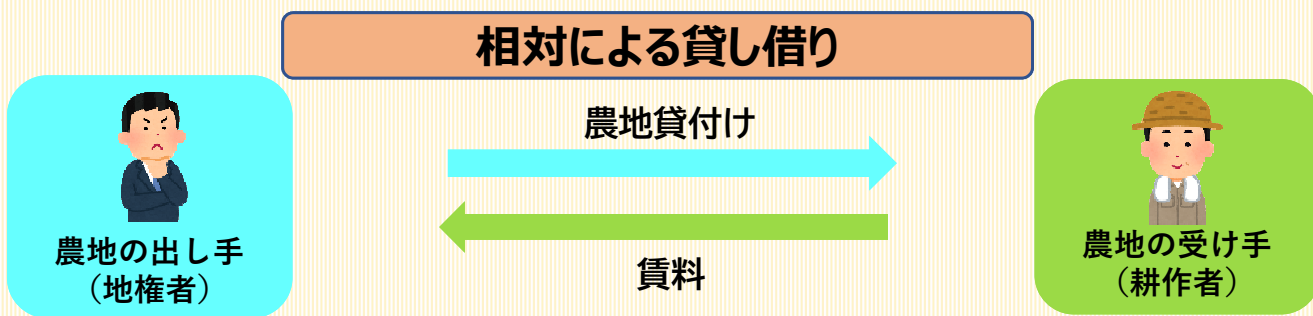 相対による貸し借り
農地貸付け
農地の出し手
（地権者）
賃料
農地の受け手
（耕作者）